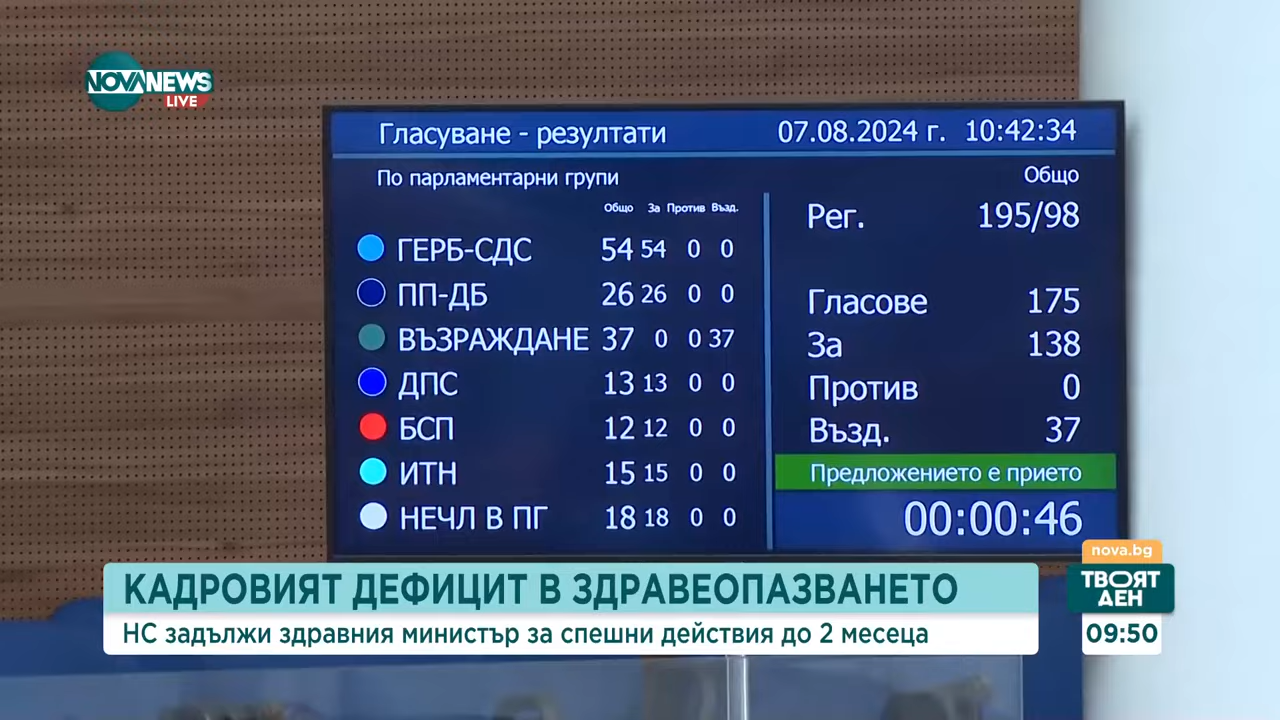 NOVANEWS
LIVE
Гласуване - резултати 07.08.2024 г. 10:42:34
По парламентарни групи Общо
Общо За Против Възд.
ГЕРБ-СДС 54 54 0 0
ПП-ДБ 26 26 0 0
ВЪЗРАЖДАНЕ 37 0 0 37
ДПС 13 13 0 0
БСП 12 12 0 0
ИТН 15 15 0 0
НЕЧЛ В ПГ 18 18 0 0
Рег. 195/98
Гласове 175
За 138
Против 0
Възд. 37
Предложението е прието
00:00:46
nova.bg
ТВОЯТ
ДЕН
09:50
КАДРОВИЯТ ДЕФИЦИТ В ЗДРАВЕОПАЗВАНЕТО
НС задължи здравния министър за спешни действия до 2 месеца